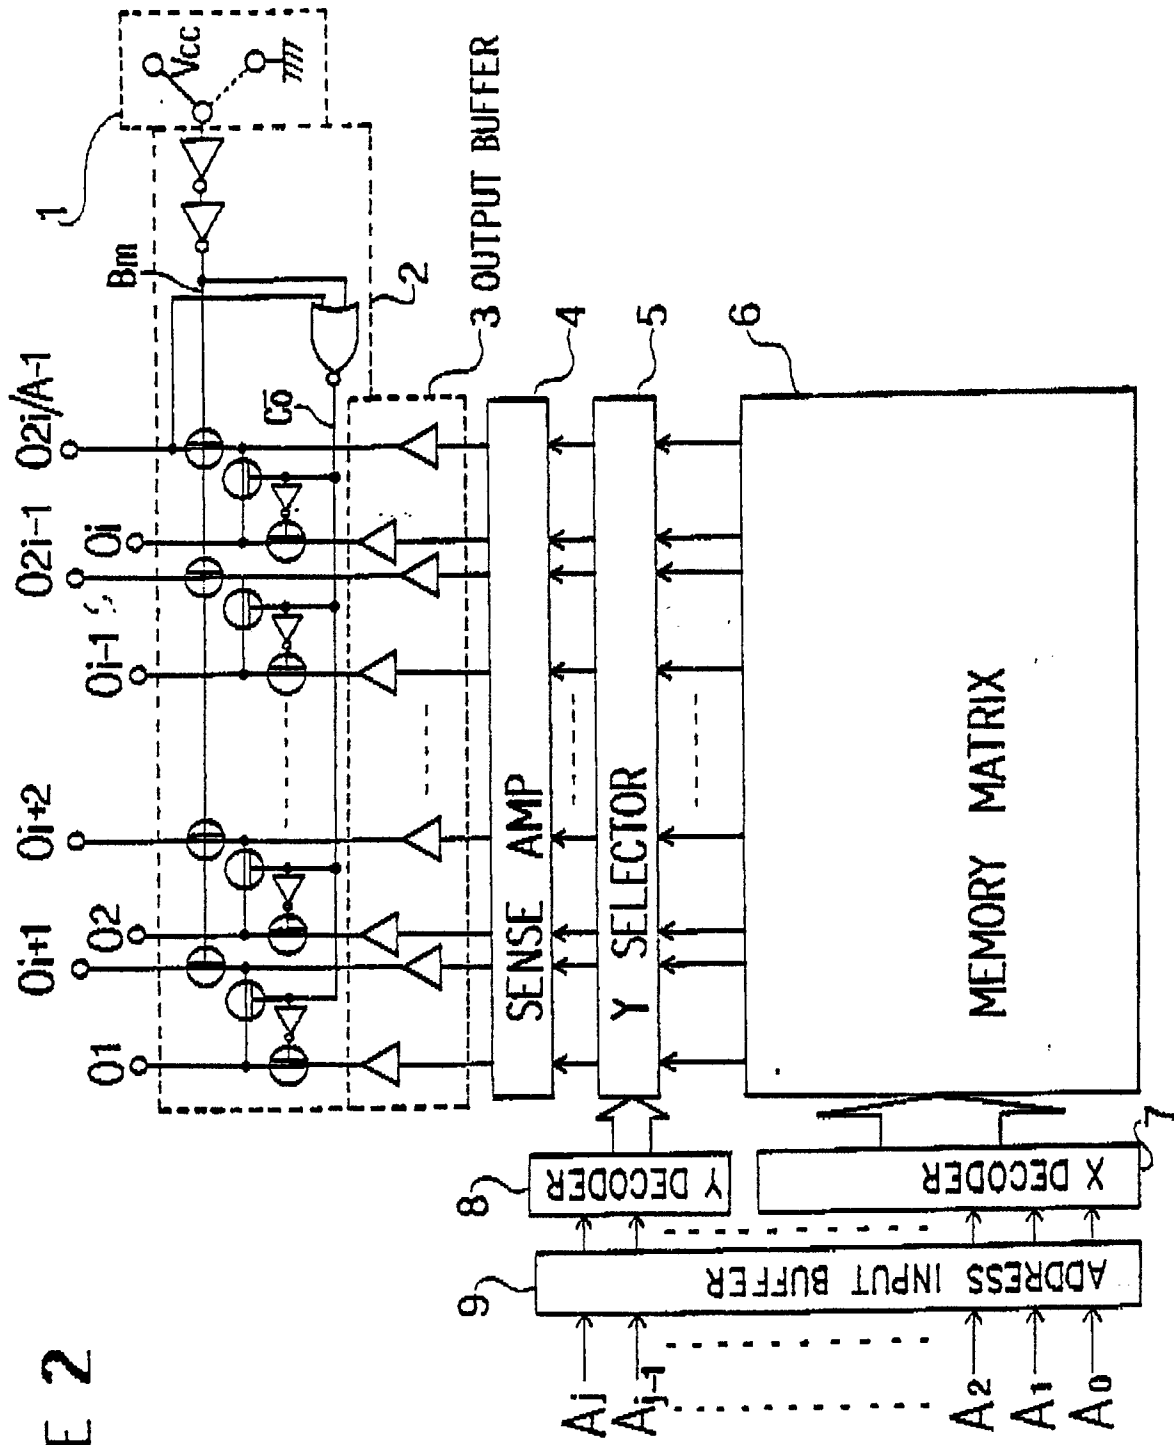 E 2
1
Vcc
Bm
2
C̅o̅
O1
Oi+1
O2
Oi+2
Oi-1
O2i-1
Oi
O2i/A-1
3 OUTPUT BUFFER
SENSE AMP
4
Y SELECTOR
5
MEMORY MATRIX
6
Y DECODER
8
X DECODER
7
ADDRESS INPUT BUFFER
9
Aj
Aj-1
A2
A1
A0